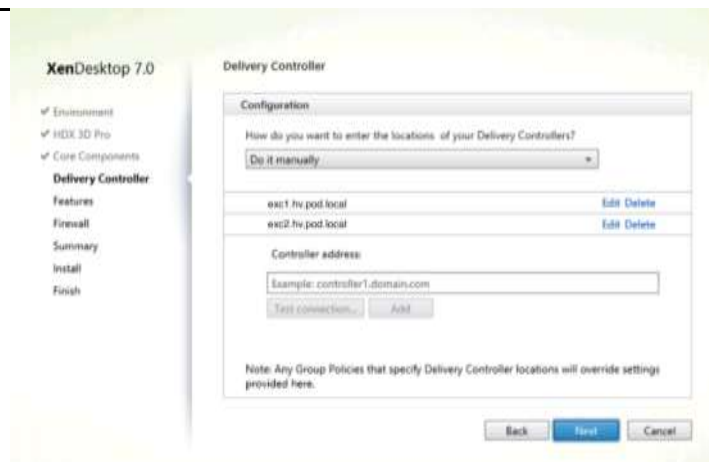 XenDesktop 7.0
Environment
HDX 3D Pro
Core Components
Delivery Controller
Features
Firewall
Summary
Install
Finish
Delivery Controller
Configuration
How do you want to enter the locations of your Delivery Controllers?
Do it manually
exc1.hv.pod.local Edit Delete
exc2.hv.pod.local Edit Delete
Controller address:
Example: controller1.domain.com
Test connection... Add
Note: Any Group Policies that specify Delivery Controller locations will override settings
provided here.
Back Next Cancel